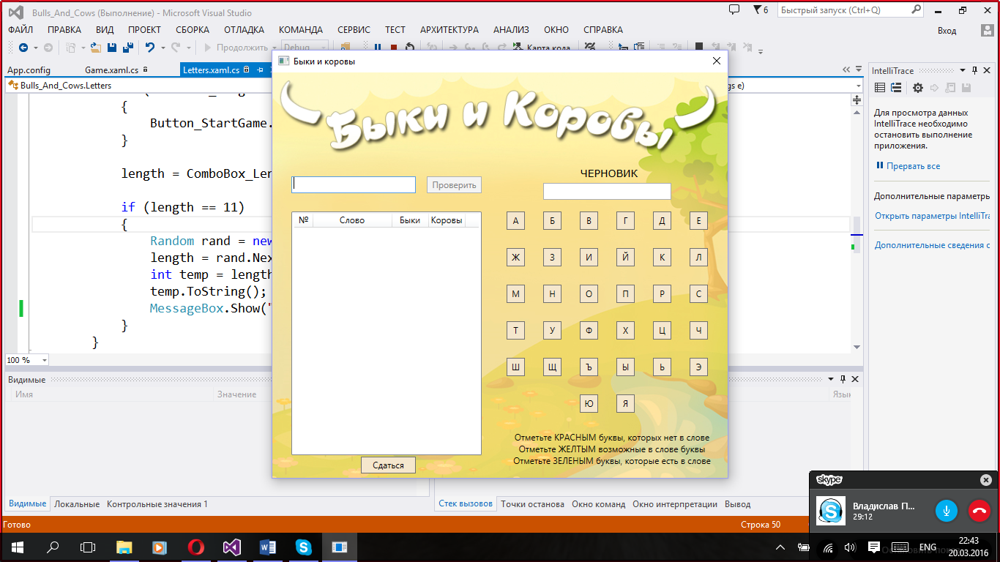 Bulls_And_Cows (Выполнение) - Microsoft Visual Studio
6
Быстрый запуск (Ctrl+Q)
ФАЙЛ ПРАВКА ВИД ПРОЕКТ СБОРКА ОТЛАДКА КОМАНДА СЕРВИС ТЕСТ АРХИТЕКТУРА АНАЛИЗ ОКНО СПРАВКА
Вход
Продолжить Debug Карта кода
App.config Game.xaml.cs Letters.xaml.cs
Bulls_And_Cows.Letters
gs e)
{
Button_StartGame.
}
length = ComboBox_Len
if (length == 11)
{
Random rand = new
length = rand.Nex
int temp = length
temp.ToString();
MessageBox.Show("
}
}
100 %
Быки и коровы
Быки и Коровы
Проверить
№ Слово Быки Коровы
Сдаться
ЧЕРНОВИК
А Б В Г Д Е
Ж З И Й К Л
М Н О П Р С
Т У Ф Х Ц Ч
Ш Щ Ъ Ы Ь Э
Ю Я
Отметьте КРАСНЫМ буквы, которых нет в слове
Отметьте ЖЕЛТЫМ возможные в слове буквы
Отметьте ЗЕЛЕНЫМ буквы, которые есть в слове
IntelliTrace
Для просмотра данных
IntelliTrace необходимо
остановить выполнение
приложения.
Прервать все
Дополнительные параметры
Открыть параметры IntelliTra
Дополнительные сведения о
Видимые
Имя Значение
Язык
Видимые Локальные Контрольные значения 1
Стек вызовов Точки останова Окно команд Окно интерпретации Вывод
Готово
Строка 50
skype
Владислав П...
29:12
ENG
22:43
20.03.2016